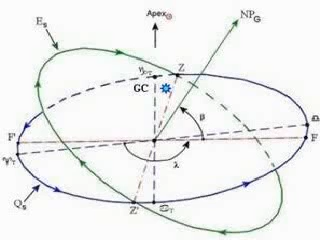 Apex☉
Es
NPG
Z
♑T
GC
β
♎
F'
F
♈T
λ
Qs
Z'
♋T